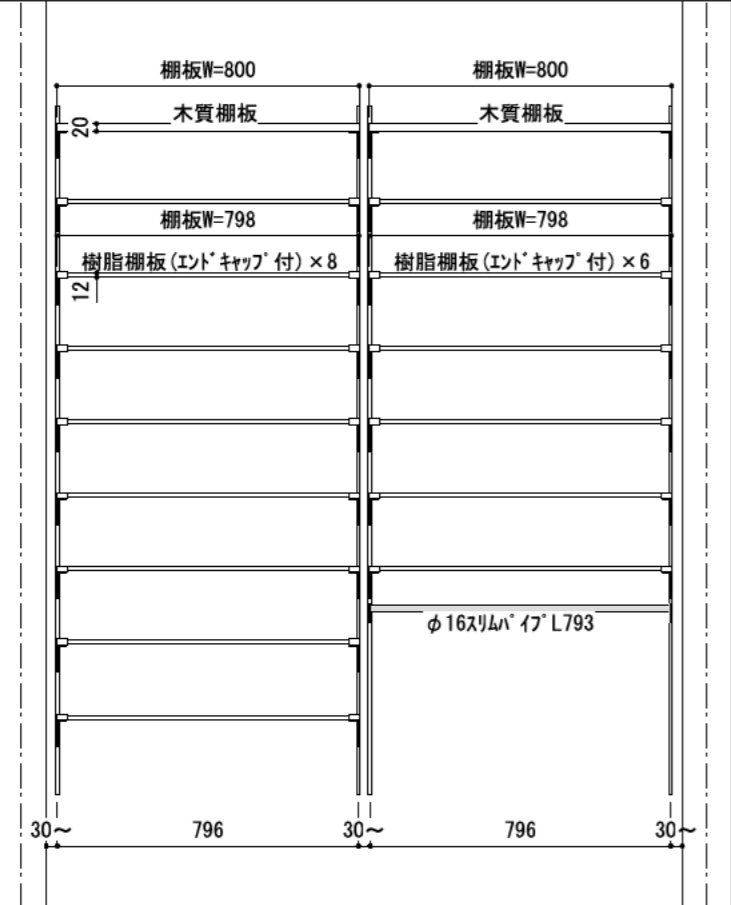 棚板W=800 棚板W=800
木質棚板 木質棚板
20
棚板W=798 棚板W=798
樹脂棚板(ｴﾝﾄﾞｷｬｯﾌﾟ付)×8 樹脂棚板(ｴﾝﾄﾞｷｬｯﾌﾟ付)×6
12
φ16ｽﾘﾑﾊﾟｲﾌﾟL793
30～ 796 30～ 796 30～